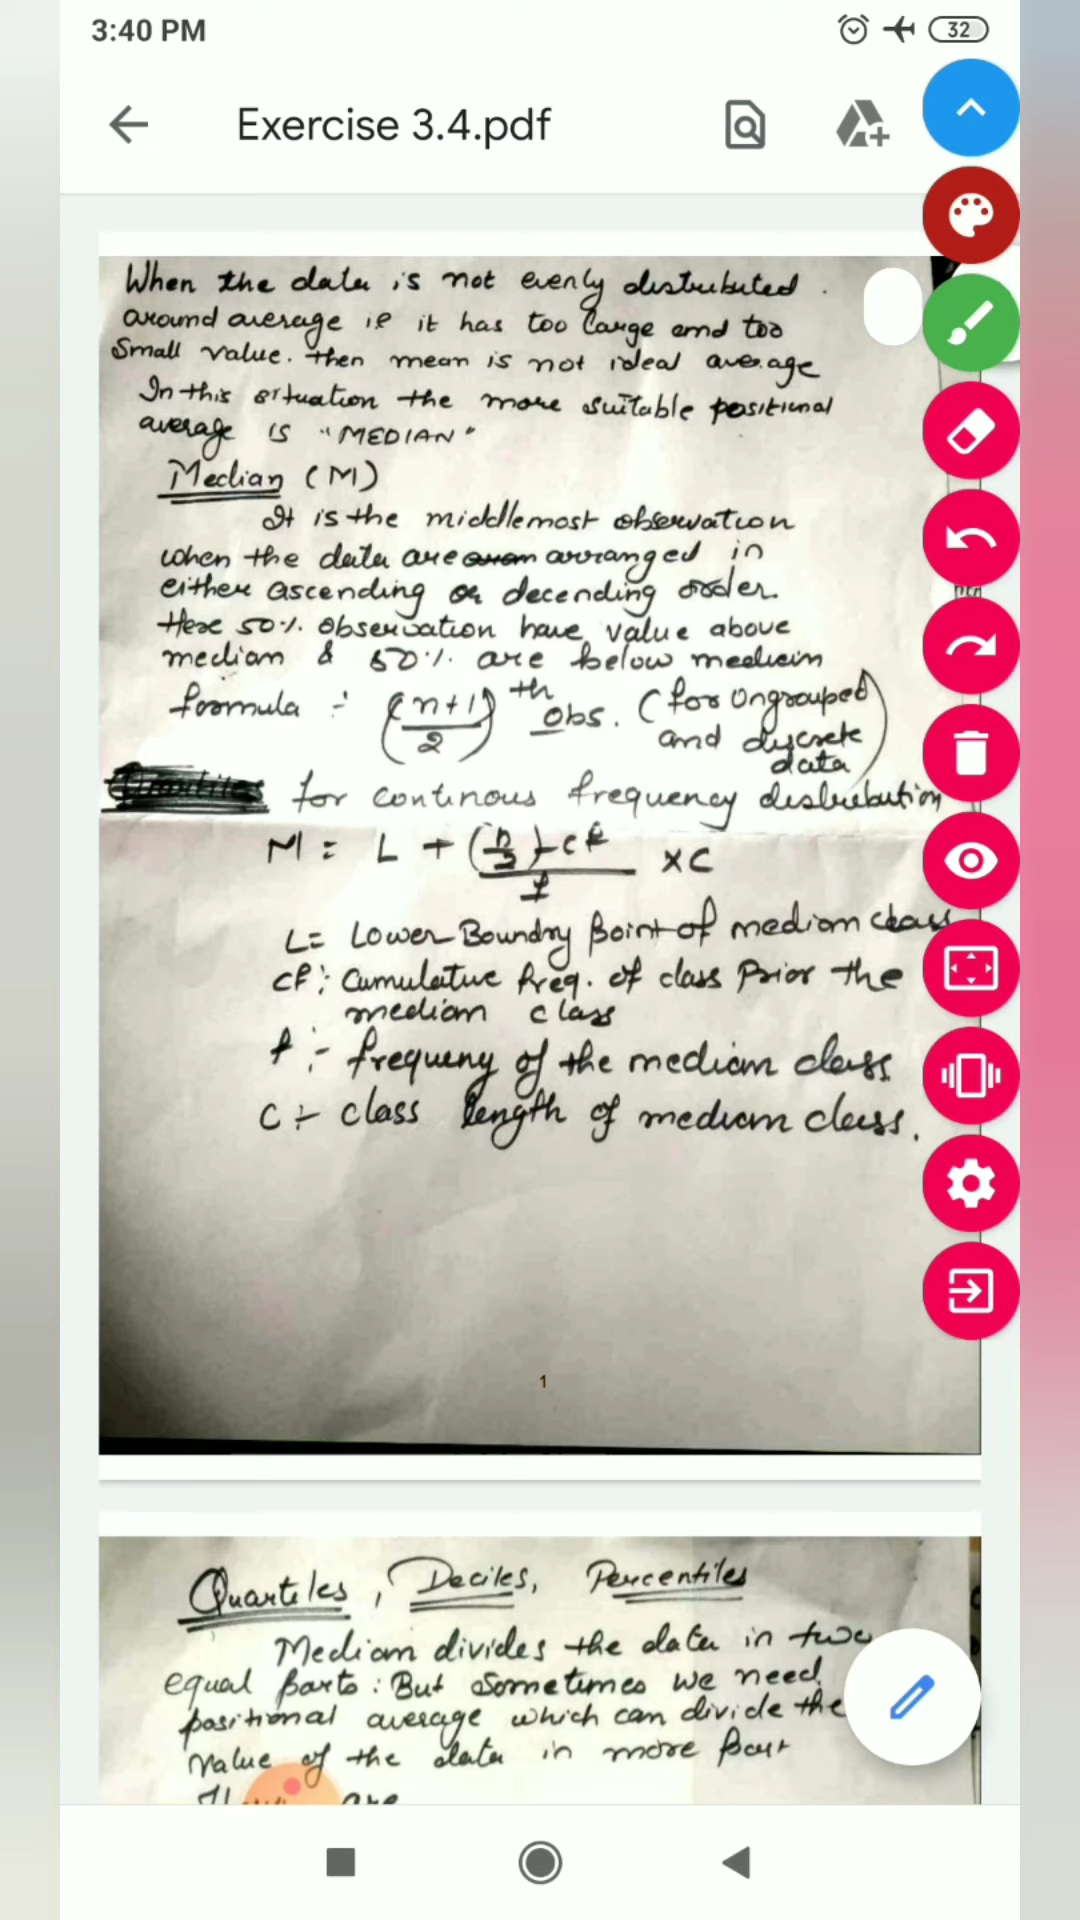 3:40 PM
32
Exercise 3.4.pdf
When the data is not evenly distributed.
around average ie it has too large and too
Small value. then mean is not ideal average
In this situation the more suitable positional
average is "MEDIAN"
Median (M)
It is the middlemost observation
when the data are arranged in
either ascending or decending order.
Here 50% observation have value above
median & 50% are below median
formula :- (n+1/2)th obs. (for Ongrouped
and discrete
data)
for continous frequency distribution
M = L + (n/2)-cf/f × C
L= Lower Boundry Point of median class
cf: Cumulative freq. of class Prior the
median class
f :- frequeny of the median class
C :- class length of median class.
1
Quartiles, Deciles, Percentiles
Median divides the data in two
equal parts: But Sometimes we need
positional average which can divide the
value of the data in more part
are